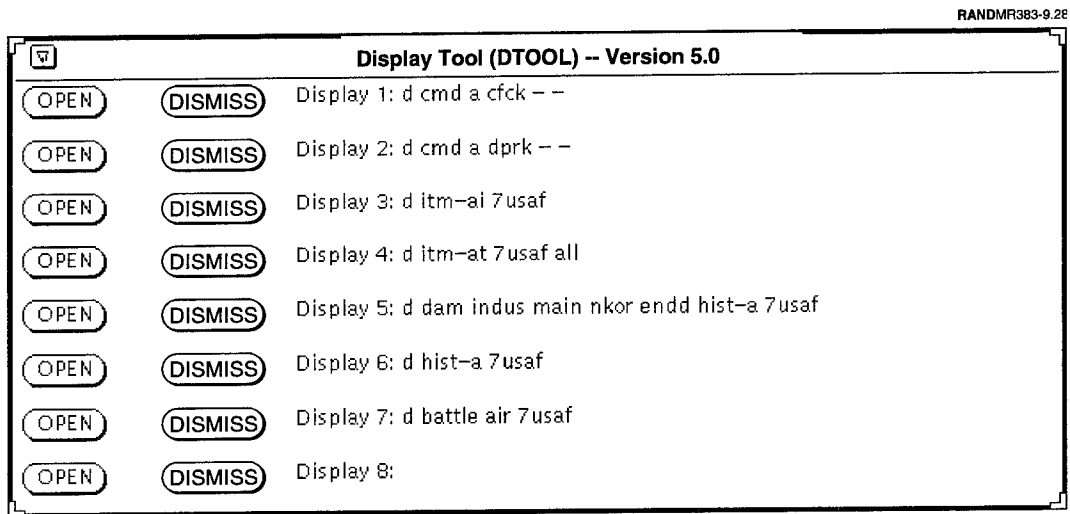 RANDMR383-9.28
Display Tool (DTOOL) -- Version 5.0
OPEN DISMISS Display 1: d cmd a cfck – –
OPEN DISMISS Display 2: d cmd a dprk – –
OPEN DISMISS Display 3: d itm–ai 7usaf
OPEN DISMISS Display 4: d itm–at 7usaf all
OPEN DISMISS Display 5: d dam indus main nkor endd hist–a 7usaf
OPEN DISMISS Display 6: d hist–a 7usaf
OPEN DISMISS Display 7: d battle air 7usaf
OPEN DISMISS Display 8: